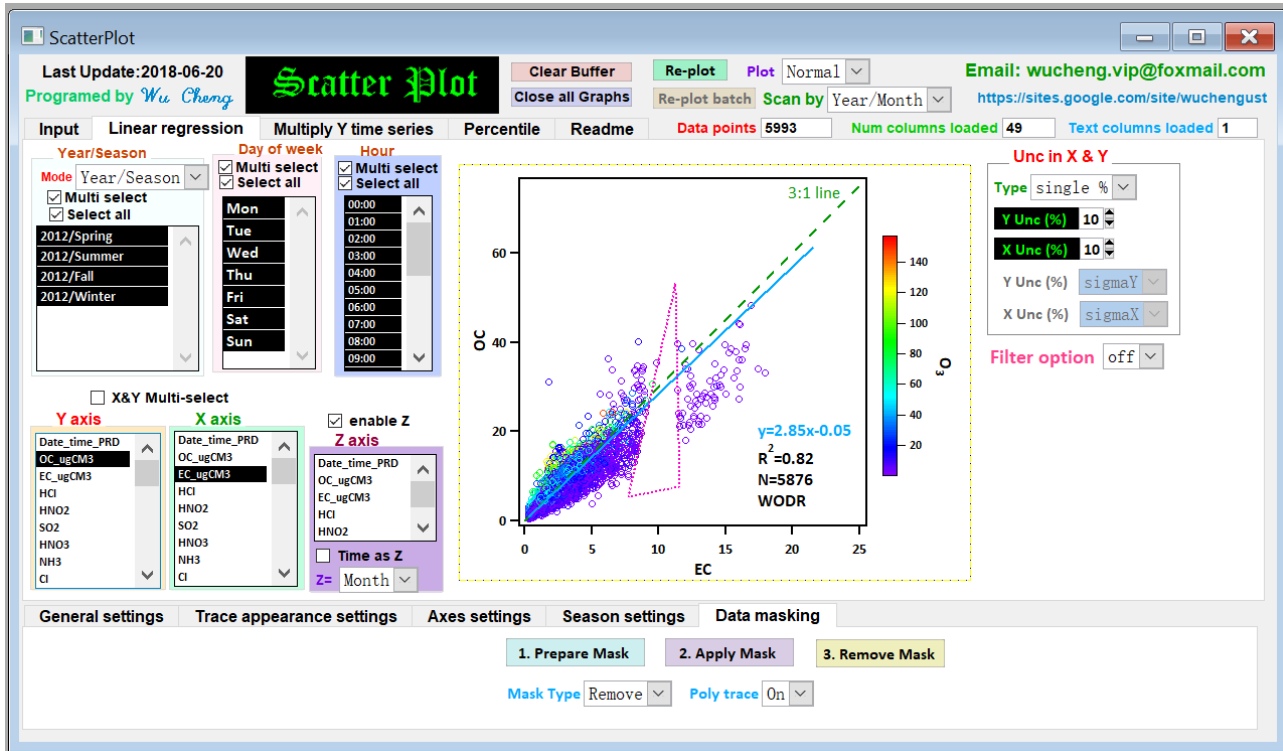 ScatterPlot
Last Update:2018-06-20
Programed by Wu Cheng
Scatter Plot
Clear Buffer
Close all Graphs
Re-plot
Plot Normal
Re-plot batch Scan by Year/Month
Email: wucheng.vip@foxmail.com
https://sites.google.com/site/wuchengust
Input Linear regression Multiply Y time series Percentile Readme
Data points 5993 Num columns loaded 49 Text columns loaded 1
Year/Season
Mode Year/Season
Multi select
Select all
2012/Spring
2012/Summer
2012/Fall
2012/Winter
Day of week
Multi select
Select all
Mon
Tue
Wed
Thu
Fri
Sat
Sun
Hour
Multi select
Select all
00:00
01:00
02:00
03:00
04:00
05:00
06:00
07:00
08:00
09:00
X&Y Multi-select
Y axis
Date_time_PRD
OC_ugCM3
EC_ugCM3
HCl
HNO2
SO2
HNO3
NH3
Cl
X axis
Date_time_PRD
OC_ugCM3
EC_ugCM3
HCl
HNO2
SO2
HNO3
NH3
Cl
enable Z
Z axis
Date_time_PRD
OC_ugCM3
EC_ugCM3
HCl
HNO2
Time as Z
Z= Month
3:1 line
60
40
20
0
OC
0 5 10 15 20 25
EC
y=2.85x-0.05
R2=0.82
N=5876
WODR
140
120
100
80
60
40
20
O3
Unc in X & Y
Type single %
Y Unc (%) 10
X Unc (%) 10
Y Unc (%) sigmaY
X Unc (%) sigmaX
Filter option off
General settings Trace appearance settings Axes settings Season settings Data masking
1. Prepare Mask 2. Apply Mask 3. Remove Mask
Mask Type Remove Poly trace On